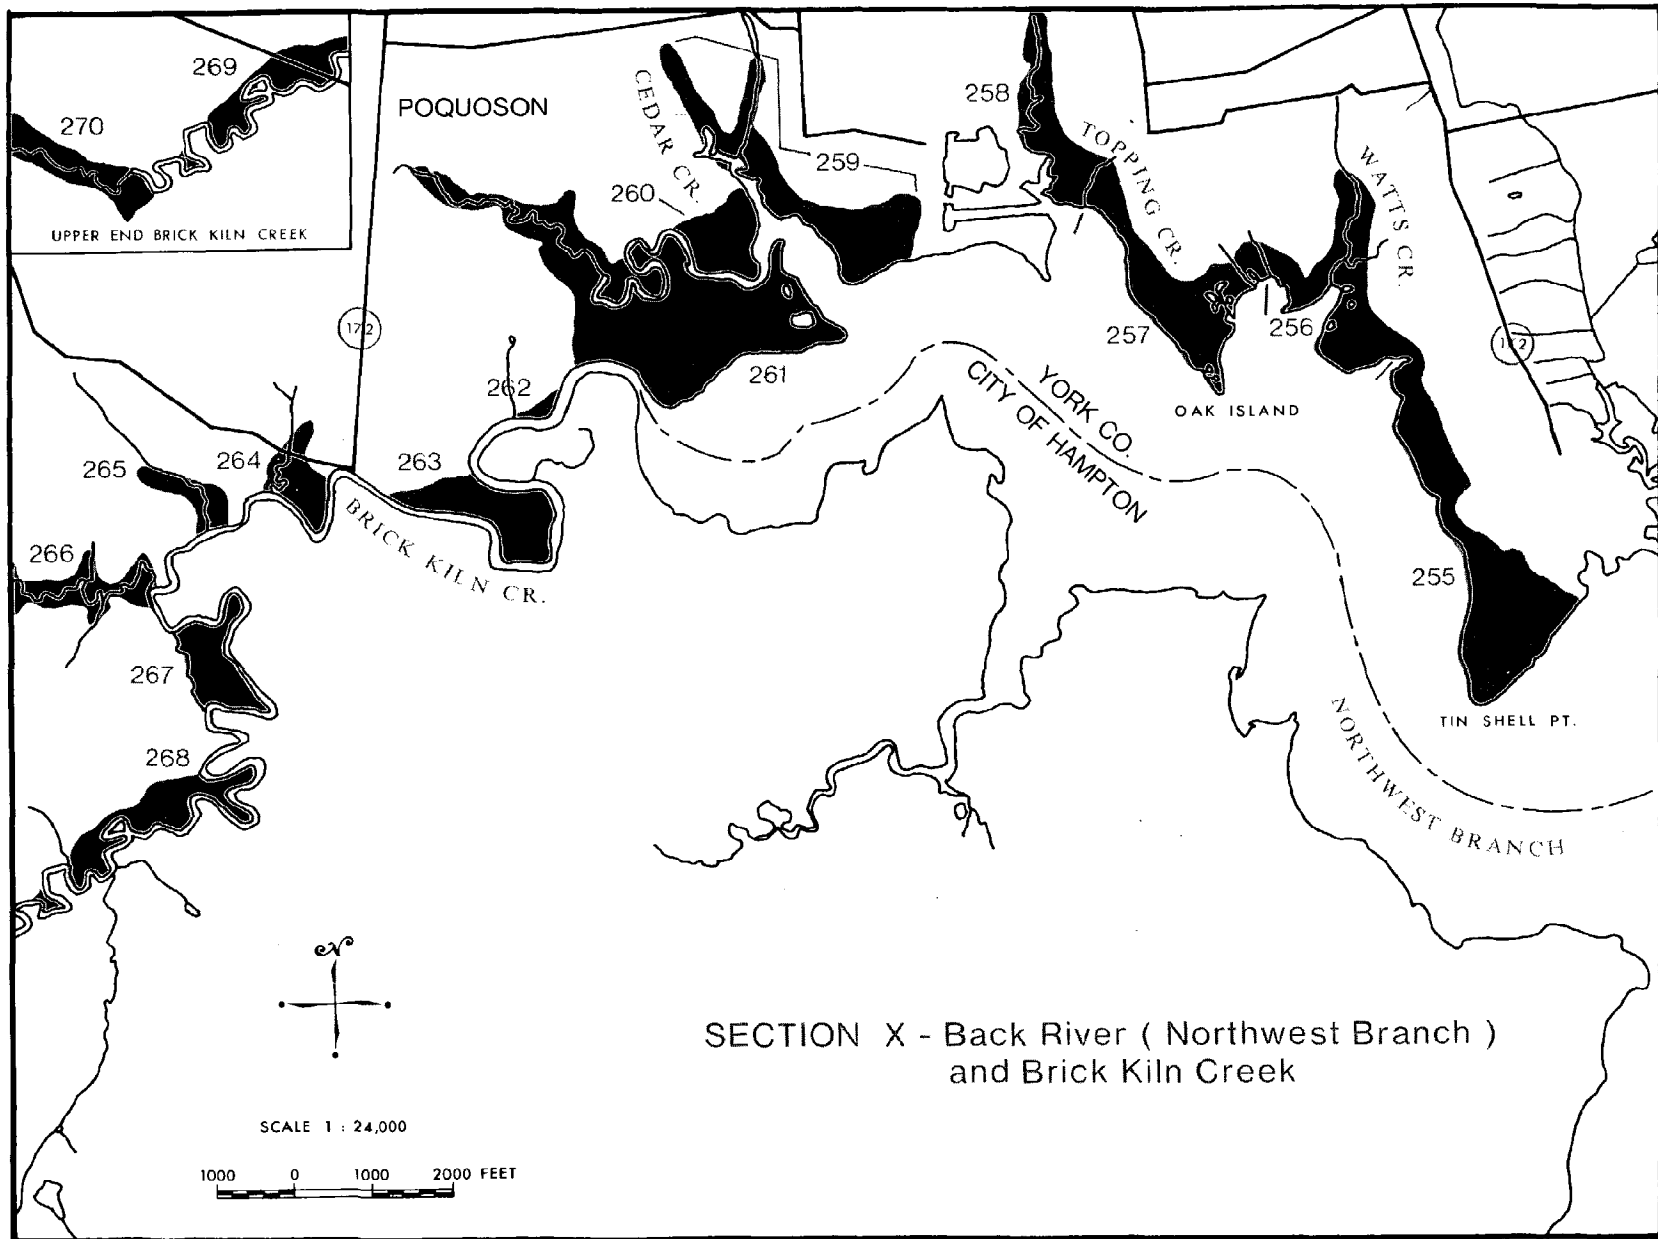 269
270
UPPER END BRICK KILN CREEK
POQUOSON
CEDAR CR.
258
TOPPING CR.
259
WATTS CR.
260
172
172
257
256
261
262
OAK ISLAND
YORK CO.
CITY OF HAMPTON
265
264
263
BRICK KILN CR.
266
255
267
TIN SHELL PT.
268
NORTHWEST BRANCH
N
SECTION X - Back River ( Northwest Branch )
and Brick Kiln Creek
SCALE 1 : 24,000
1000 0 1000 2000 FEET